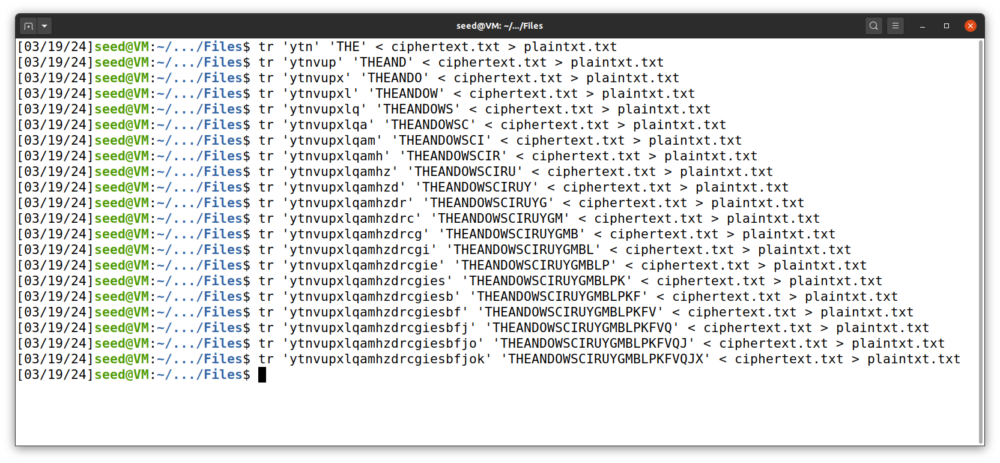 seed@VM: ~/.../Files
[03/19/24]seed@VM:~/.../Files$ tr 'ytn' 'THE' < ciphertext.txt > plaintxt.txt
[03/19/24]seed@VM:~/.../Files$ tr 'ytnvup' 'THEAND' < ciphertext.txt > plaintxt.txt
[03/19/24]seed@VM:~/.../Files$ tr 'ytnvupx' 'THEANDO' < ciphertext.txt > plaintxt.txt
[03/19/24]seed@VM:~/.../Files$ tr 'ytnvupxl' 'THEANDOW' < ciphertext.txt > plaintxt.txt
[03/19/24]seed@VM:~/.../Files$ tr 'ytnvupxlq' 'THEANDOWS' < ciphertext.txt > plaintxt.txt
[03/19/24]seed@VM:~/.../Files$ tr 'ytnvupxlqa' 'THEANDOWSC' < ciphertext.txt > plaintxt.txt
[03/19/24]seed@VM:~/.../Files$ tr 'ytnvupxlqam' 'THEANDOWSCI' < ciphertext.txt > plaintxt.txt
[03/19/24]seed@VM:~/.../Files$ tr 'ytnvupxlqamh' 'THEANDOWSCIR' < ciphertext.txt > plaintxt.txt
[03/19/24]seed@VM:~/.../Files$ tr 'ytnvupxlqamhz' 'THEANDOWSCIRU' < ciphertext.txt > plaintxt.txt
[03/19/24]seed@VM:~/.../Files$ tr 'ytnvupxlqamhzd' 'THEANDOWSCIRUY' < ciphertext.txt > plaintxt.txt
[03/19/24]seed@VM:~/.../Files$ tr 'ytnvupxlqamhzdr' 'THEANDOWSCIRUYG' < ciphertext.txt > plaintxt.txt
[03/19/24]seed@VM:~/.../Files$ tr 'ytnvupxlqamhzdrc' 'THEANDOWSCIRUYGM' < ciphertext.txt > plaintxt.txt
[03/19/24]seed@VM:~/.../Files$ tr 'ytnvupxlqamhzdrcg' 'THEANDOWSCIRUYGMB' < ciphertext.txt > plaintxt.txt
[03/19/24]seed@VM:~/.../Files$ tr 'ytnvupxlqamhzdrcgi' 'THEANDOWSCIRUYGMBL' < ciphertext.txt > plaintxt.txt
[03/19/24]seed@VM:~/.../Files$ tr 'ytnvupxlqamhzdrcgie' 'THEANDOWSCIRUYGMBLP' < ciphertext.txt > plaintxt.txt
[03/19/24]seed@VM:~/.../Files$ tr 'ytnvupxlqamhzdrcgies' 'THEANDOWSCIRUYGMBLPK' < ciphertext.txt > plaintxt.txt
[03/19/24]seed@VM:~/.../Files$ tr 'ytnvupxlqamhzdrcgiesb' 'THEANDOWSCIRUYGMBLPKF' < ciphertext.txt > plaintxt.txt
[03/19/24]seed@VM:~/.../Files$ tr 'ytnvupxlqamhzdrcgiesbf' 'THEANDOWSCIRUYGMBLPKFV' < ciphertext.txt > plaintxt.txt
[03/19/24]seed@VM:~/.../Files$ tr 'ytnvupxlqamhzdrcgiesbfj' 'THEANDOWSCIRUYGMBLPKFVQ' < ciphertext.txt > plaintxt.txt
[03/19/24]seed@VM:~/.../Files$ tr 'ytnvupxlqamhzdrcgiesbfjo' 'THEANDOWSCIRUYGMBLPKFVQJ' < ciphertext.txt > plaintxt.txt
[03/19/24]seed@VM:~/.../Files$ tr 'ytnvupxlqamhzdrcgiesbfjok' 'THEANDOWSCIRUYGMBLPKFVQJX' < ciphertext.txt > plaintxt.txt
[03/19/24]seed@VM:~/.../Files$